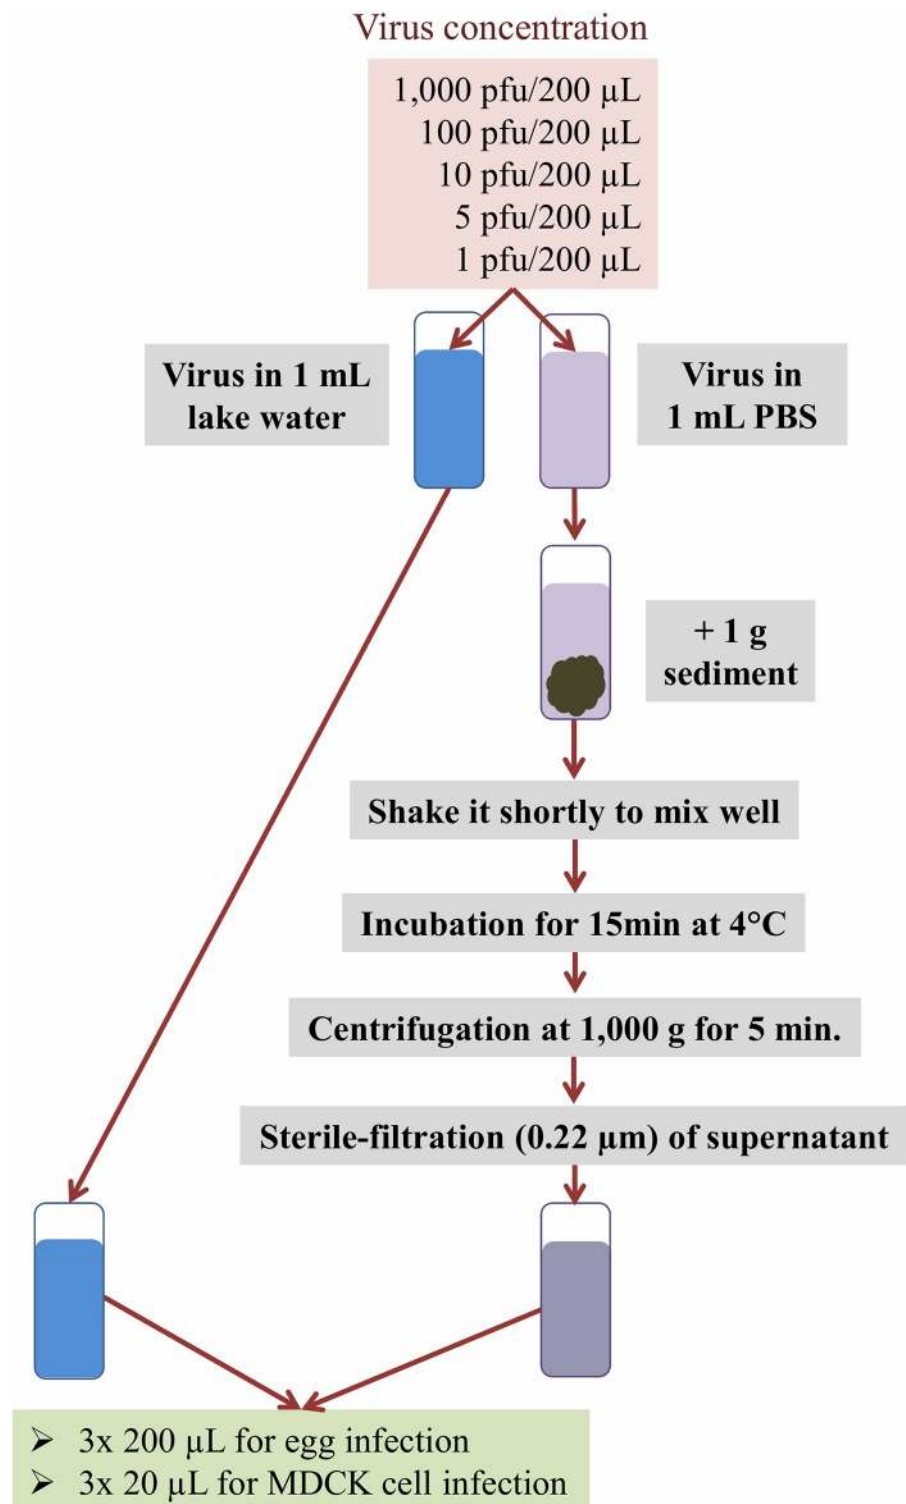 Virus concentration
1,000 pfu/200 µL
100 pfu/200 µL
10 pfu/200 µL
5 pfu/200 µL
1 pfu/200 µL
Virus in 1 mL
lake water
Virus in
1 mL PBS
+ 1 g
sediment
Shake it shortly to mix well
Incubation for 15min at 4°C
Centrifugation at 1,000 g for 5 min.
Sterile-filtration (0.22 µm) of supernatant
➢ 3x 200 µL for egg infection
➢ 3x 20 µL for MDCK cell infection